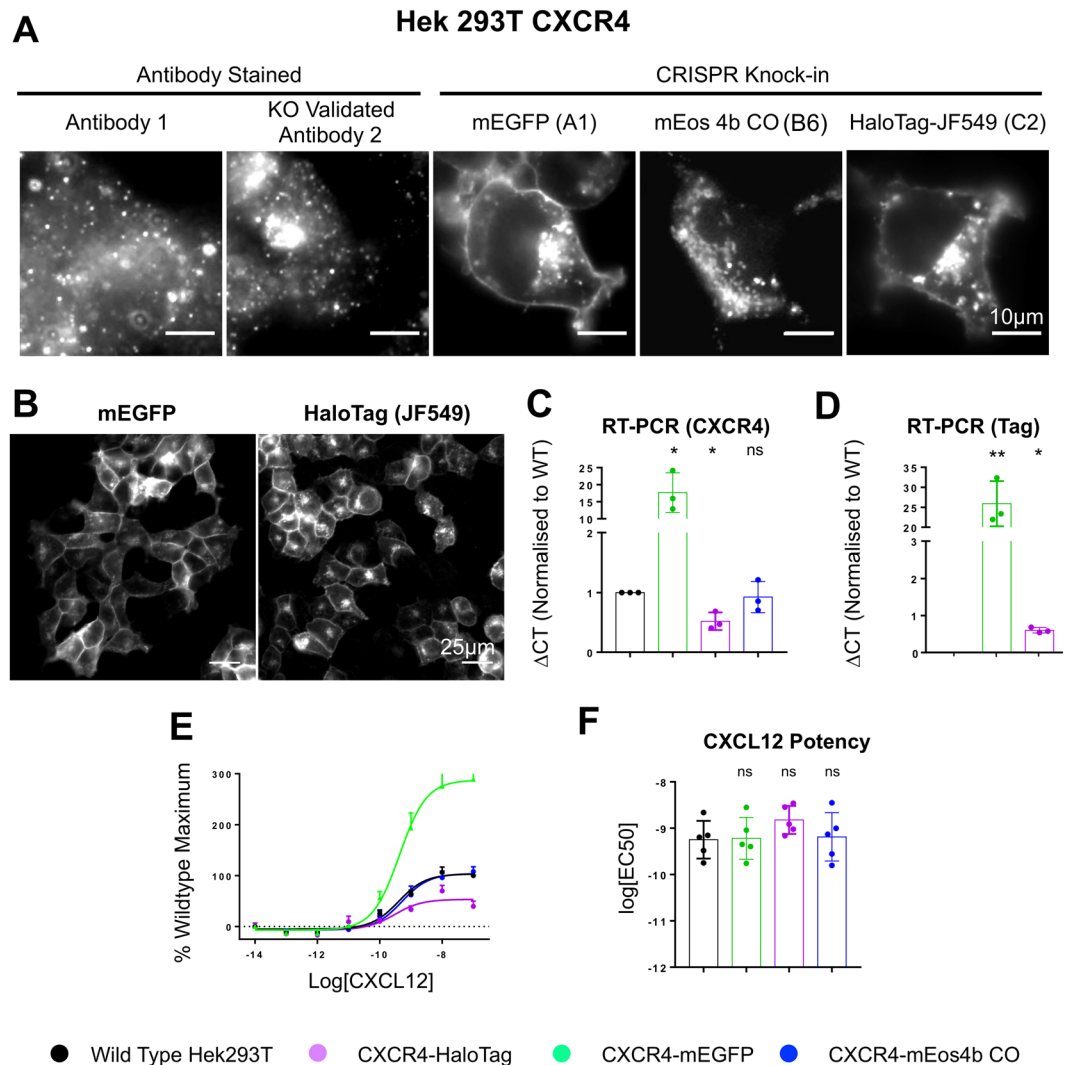 Hek 293T CXCR4
A
Antibody Stained
CRISPR Knock-in
Antibody 1
KO Validated
Antibody 2
mEGFP (A1)
mEos 4b CO (B6)
HaloTag-JF549 (C2)
10µm
B
mEGFP
HaloTag (JF549)
25µm
C
RT-PCR (CXCR4)
* * ns
ΔCT (Normalised to WT)
25
20
15
10
2
1
0
D
RT-PCR (Tag)
** *
ΔCT (Normalised to WT)
35
30
25
20
3
2
1
0
E
% Wildtype Maximum
300
200
100
0
-14 -12 -10 -8
Log[CXCL12]
F
CXCL12 Potency
ns ns ns
log[EC50]
-8
-9
-10
-11
-12
Wild Type Hek293T CXCR4-HaloTag CXCR4-mEGFP CXCR4-mEos4b CO